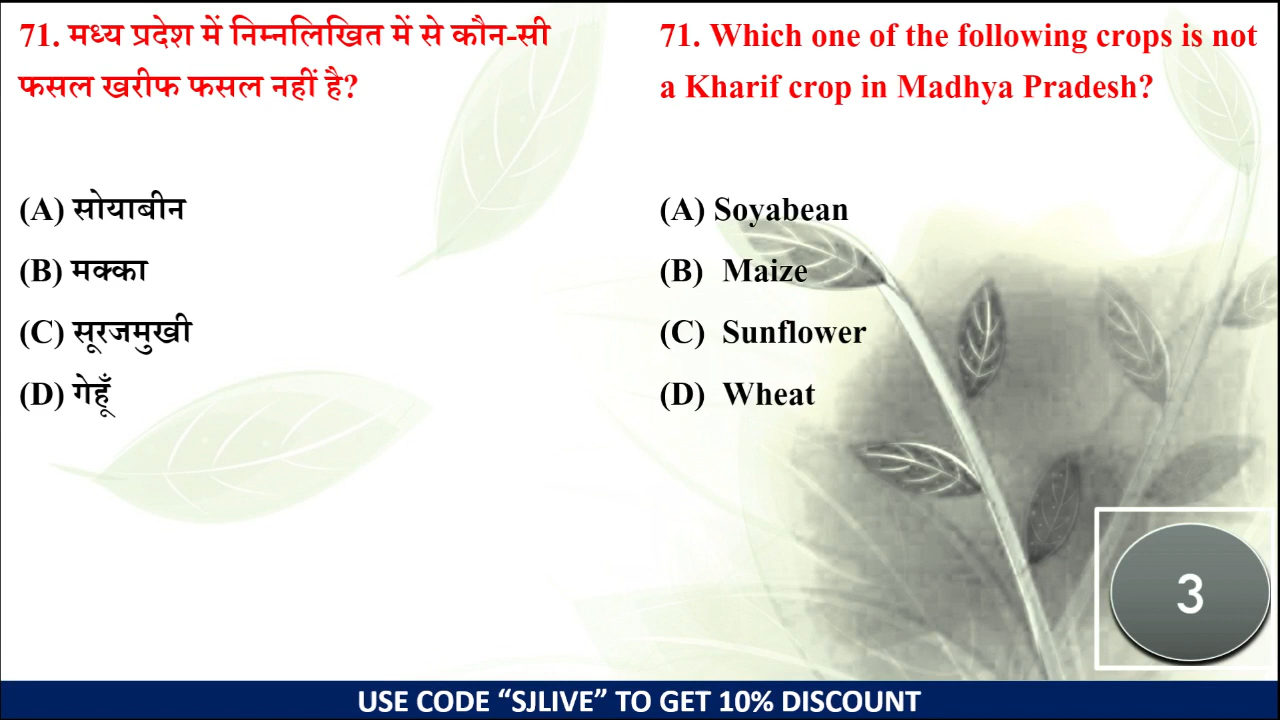 71. मध्य प्रदेश में निम्नलिखित में से कौन-सी
फसल खरीफ फसल नहीं है?
(A) सोयाबीन
(B) मक्का
(C) सूरजमुखी
(D) गेहूँ
71. Which one of the following crops is not
a Kharif crop in Madhya Pradesh?
(A) Soyabean
(B) Maize
(C) Sunflower
(D) Wheat
3
USE CODE “SJLIVE” TO GET 10% DISCOUNT